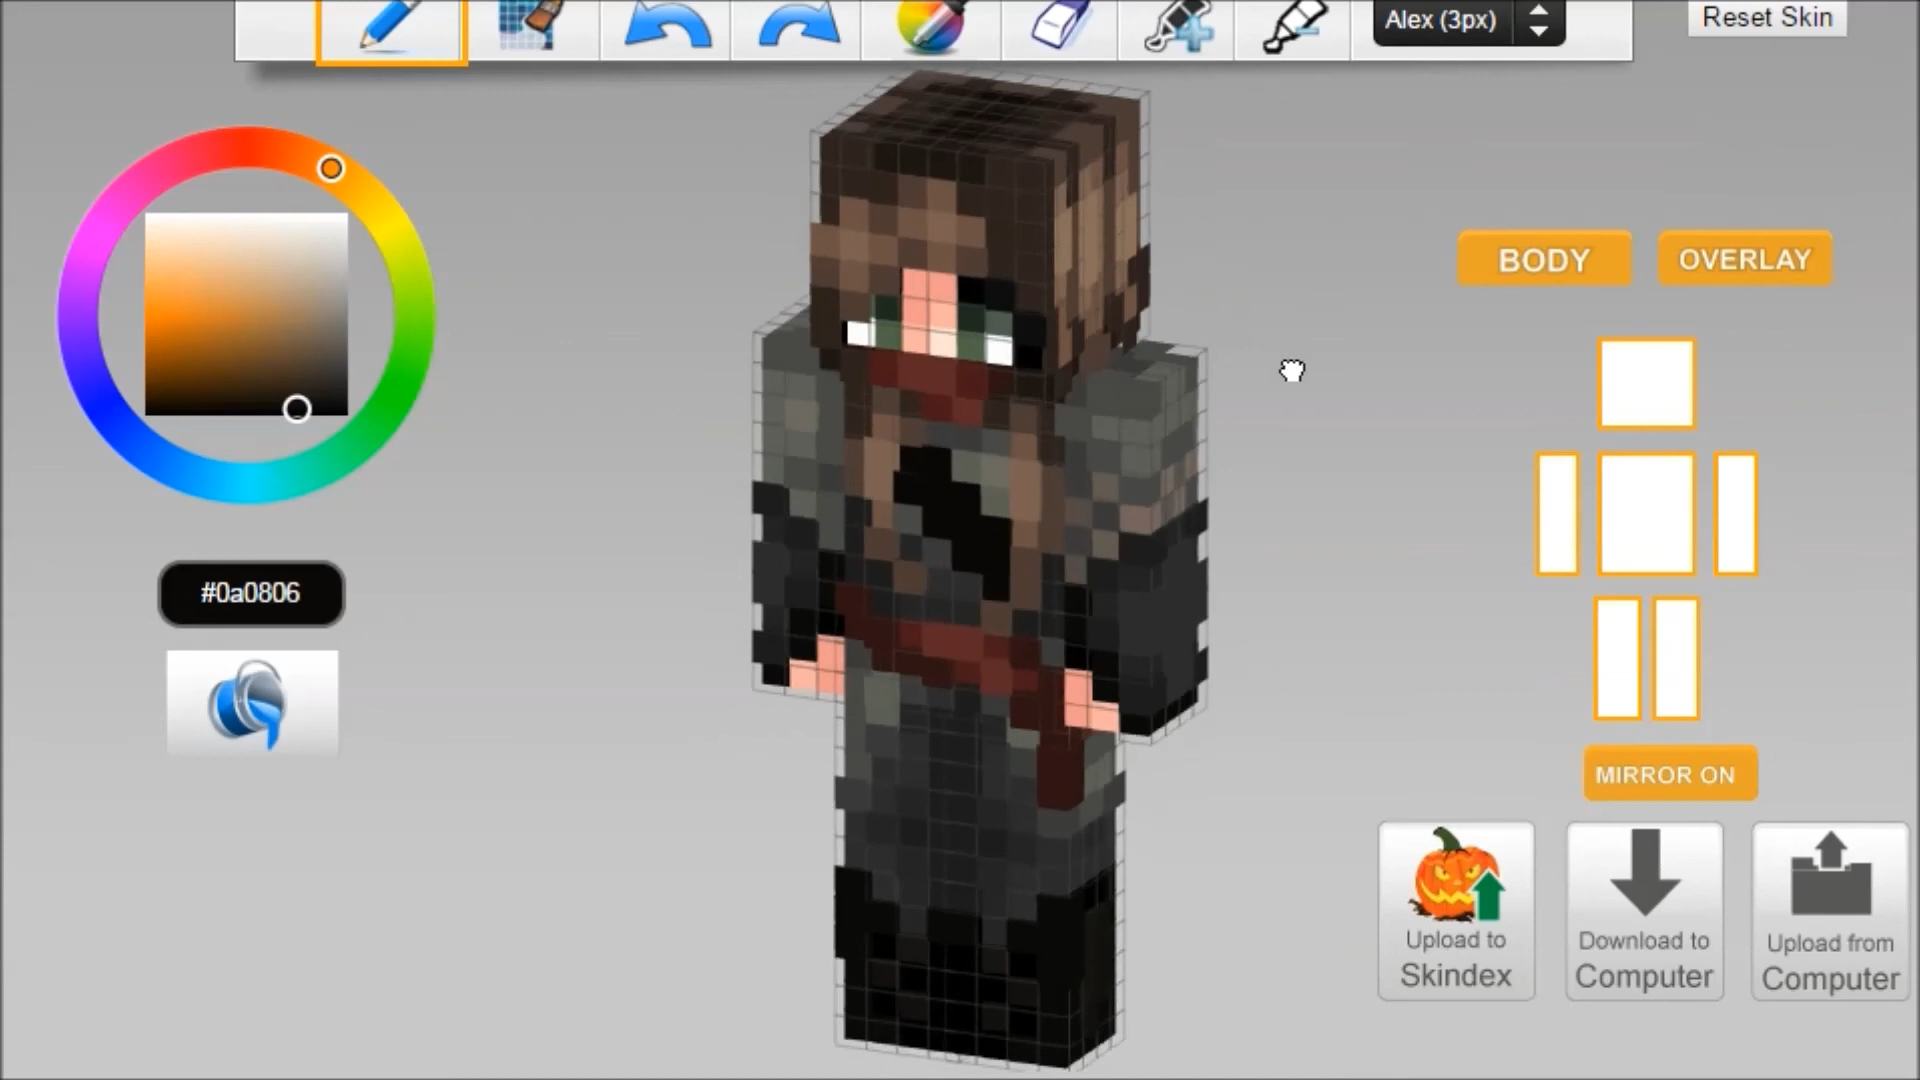 Alex (3px)
Reset Skin
BODY
OVERLAY
#0a0806
MIRROR ON
Upload to
Skindex
Download to
Computer
Upload from
Computer